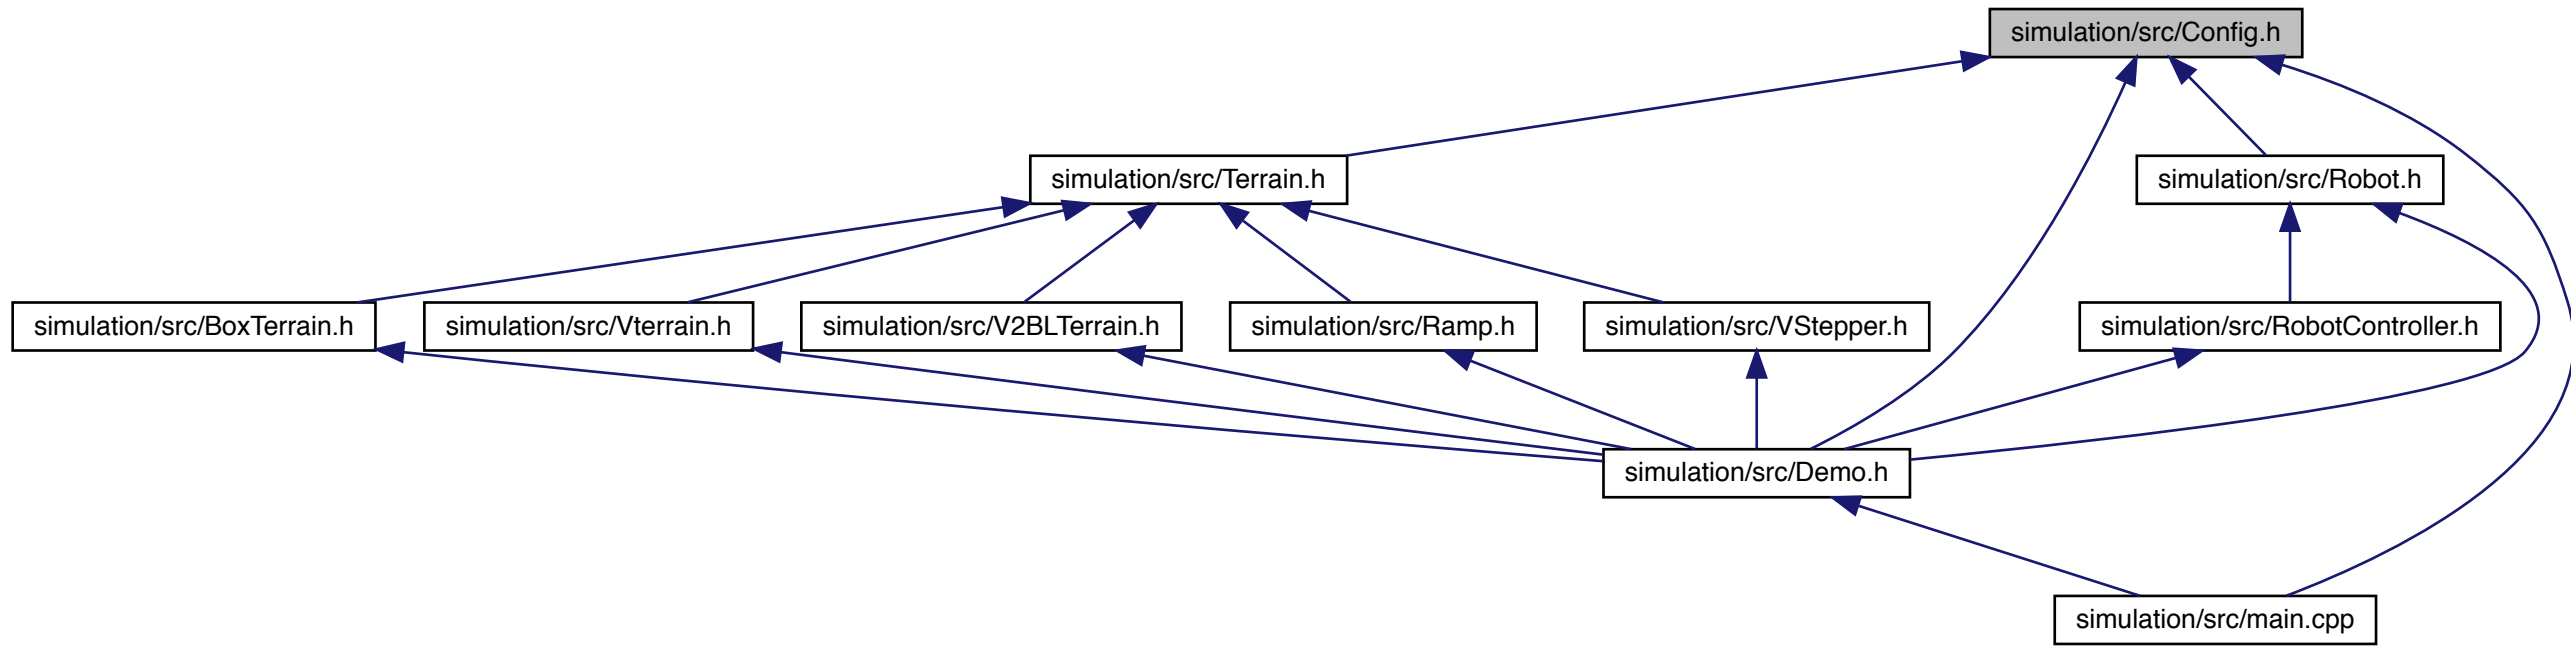 simulation/src/Config.h
simulation/src/Terrain.h
simulation/src/Robot.h
simulation/src/BoxTerrain.h
simulation/src/Vterrain.h
simulation/src/V2BLTerrain.h
simulation/src/Ramp.h
simulation/src/VStepper.h
simulation/src/RobotController.h
simulation/src/Demo.h
simulation/src/main.cpp